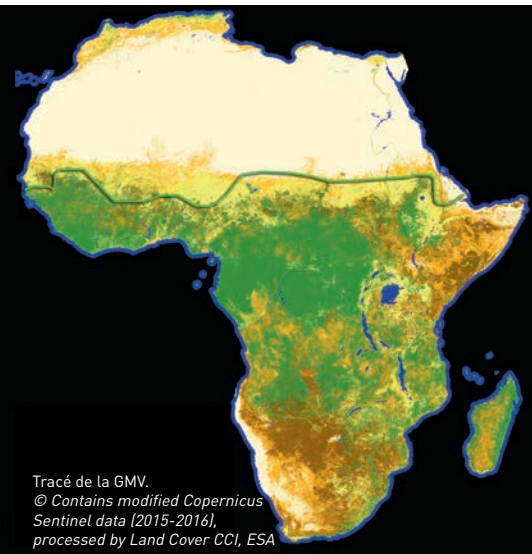 Tracé de la GMV.
© Contains modified Copernicus
Sentinel data (2015-2016),
processed by Land Cover CCI, ESA